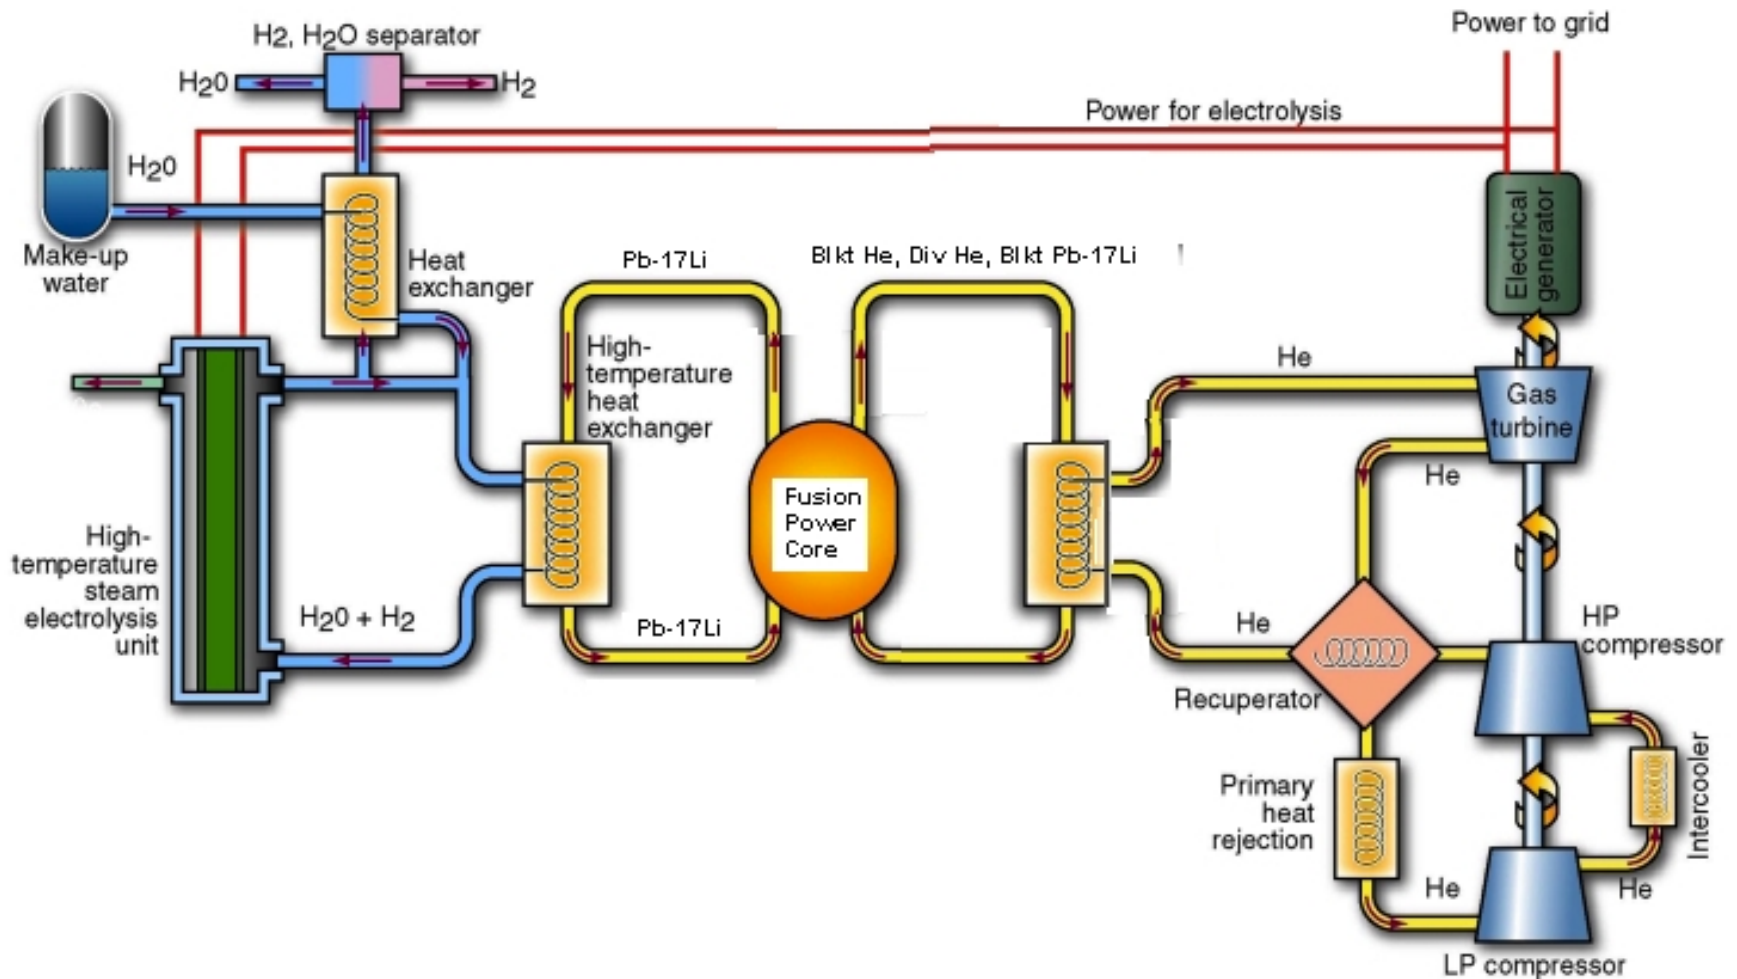 Power to grid
H2, H2O separator
H20
H2
Power for electrolysis
H20
Make-up
water
Heat
exchanger
Pb-17Li
Blkt He, Div He, Blkt Pb-17Li
Electrical
generator
High-
temperature
heat
exchanger
He
Gas
turbine
He
Fusion
Power
Core
High-
temperature
steam
electrolysis
unit
H20 + H2
Pb-17Li
He
HP
compressor
Recuperator
Primary
heat
rejection
Intercooler
He
He
LP compressor